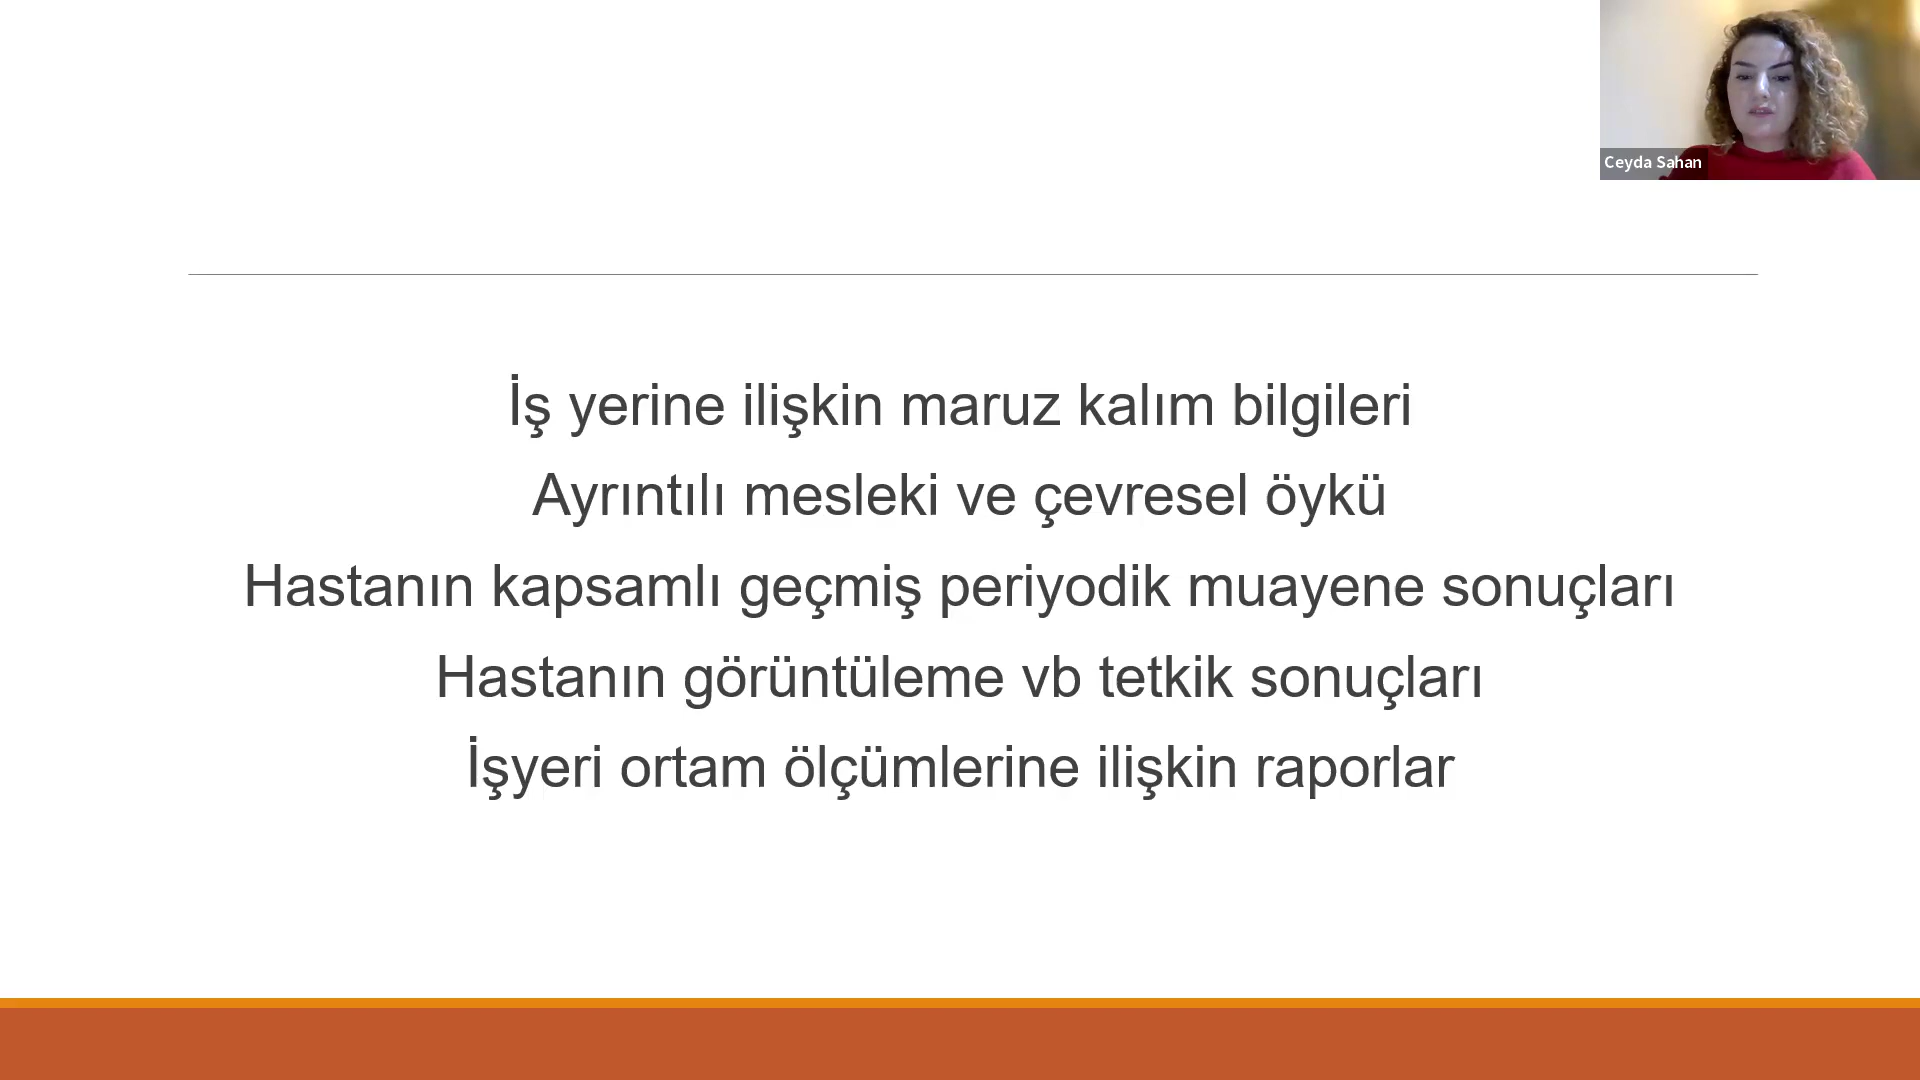 Ceyda Sahan
İş yerine ilişkin maruz kalım bilgileri
Ayrıntılı mesleki ve çevresel öykü
Hastanın kapsamlı geçmiş periyodik muayene sonuçları
Hastanın görüntüleme vb tetkik sonuçları
İşyeri ortam ölçümlerine ilişkin raporlar